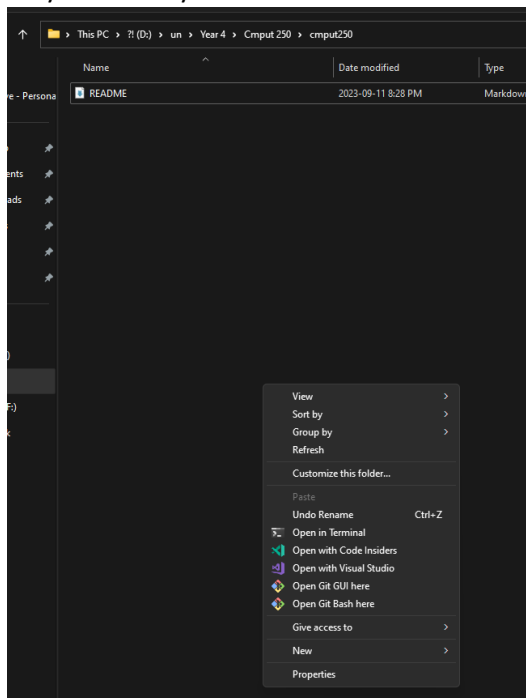 This PC > ?! (D:) > un > Year 4 > Cmput 250 > cmput250
Name Date modified Type
re - Persona README 2023-09-11 8:28 PM Markdow
ents
ads
F:)
View
Sort by
Group by
Refresh
Customize this folder...
Paste
Undo Rename Ctrl+Z
Open in Terminal
Open with Code Insiders
Open with Visual Studio
Open Git GUI here
Open Git Bash here
Give access to
New
Properties